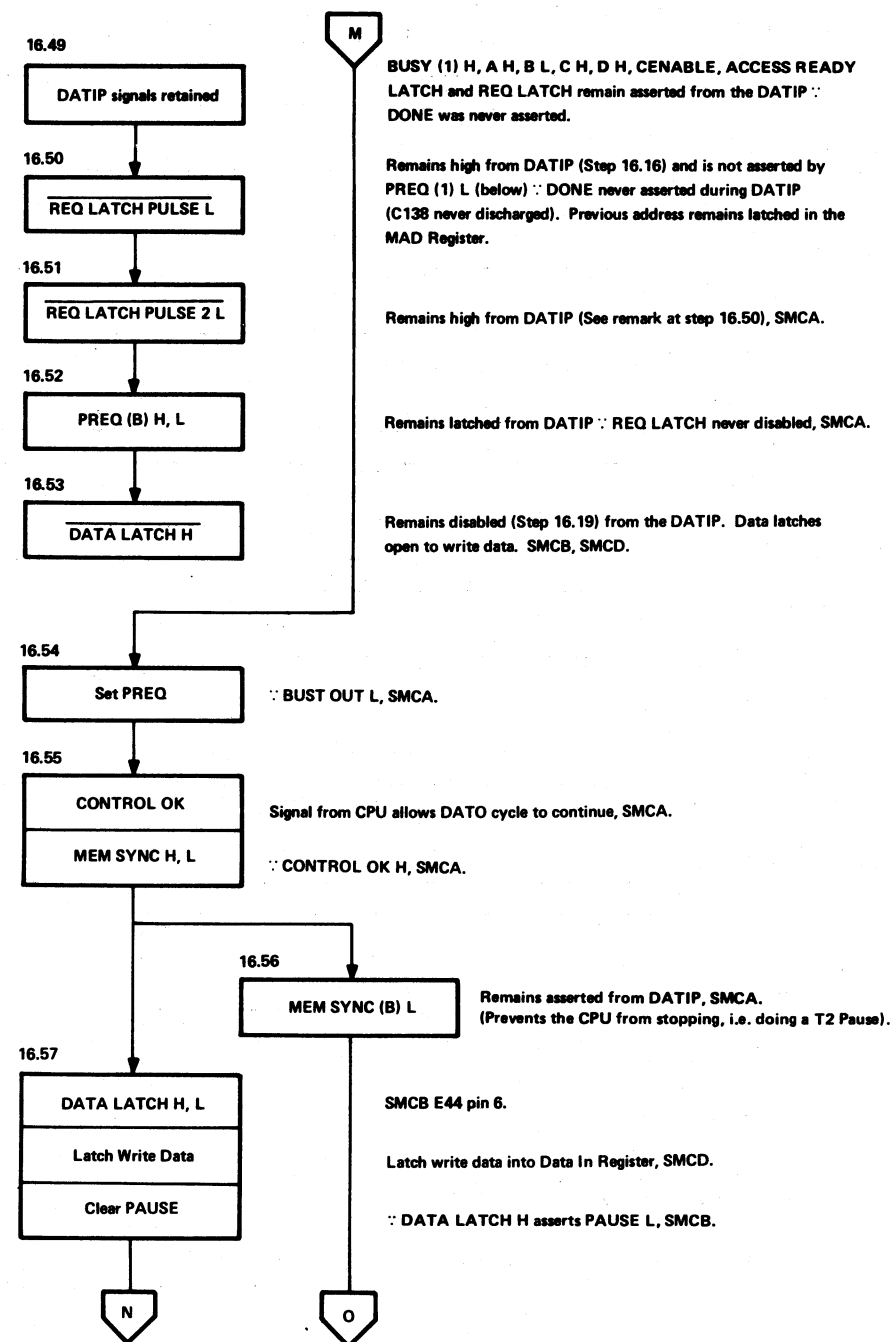 M
16.49
DATIP signals retained
BUSY (1) H, A H, B L, C H, D H, CENABLE, ACCESS READY
LATCH and REQ LATCH remain asserted from the DATIP ∵
DONE was never asserted.
16.50
REQ LATCH PULSE L
Remains high from DATIP (Step 16.16) and is not asserted by
PREQ (1) L (below) ∵ DONE never asserted during DATIP
(C138 never discharged). Previous address remains latched in the
MAD Register.
16.51
REQ LATCH PULSE 2 L
Remains high from DATIP (See remark at step 16.50), SMCA.
16.52
PREQ (B) H, L
Remains latched from DATIP ∵ REQ LATCH never disabled, SMCA.
16.53
DATA LATCH H
Remains disabled (Step 16.19) from the DATIP. Data latches
open to write data. SMCB, SMCD.
16.54
Set PREQ
∵ BUST OUT L, SMCA.
16.55
CONTROL OK
Signal from CPU allows DATO cycle to continue, SMCA.
MEM SYNC H, L
∵ CONTROL OK H, SMCA.
16.56
MEM SYNC (B) L
Remains asserted from DATIP, SMCA.
(Prevents the CPU from stopping, i.e. doing a T2 Pause).
16.57
DATA LATCH H, L
SMCB E44 pin 6.
Latch Write Data
Latch write data into Data In Register, SMCD.
Clear PAUSE
∵ DATA LATCH H asserts PAUSE L, SMCB.
N
O